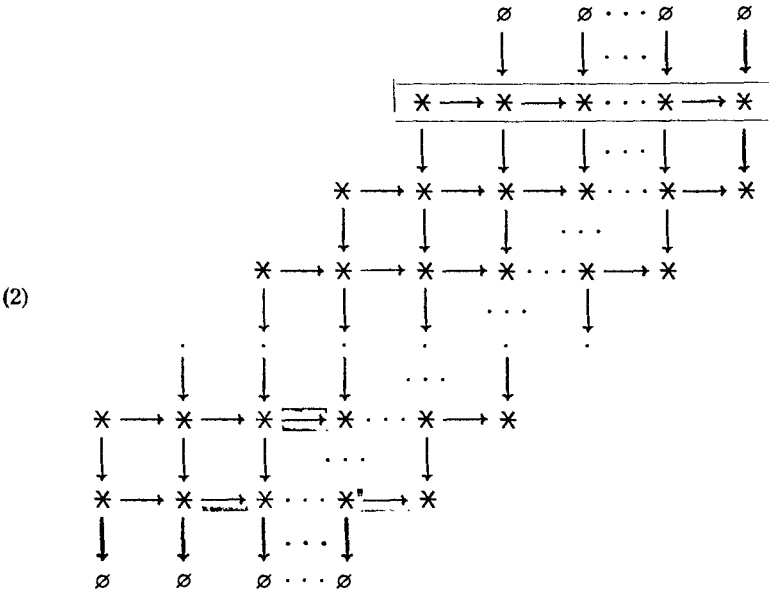 ∅ ∅ · · · ∅ ∅
· · ·
* → * → * · · · * → *
· · ·
* → * → * → * · · · * → *
· · ·
* → * → * → * · · · * → *
(2)
· · ·
· · · · · ·
· · ·
* → * → * → * · · · * → *
· · ·
* → * → * · · · * → *
· · ·
∅ ∅ ∅ · · · ∅